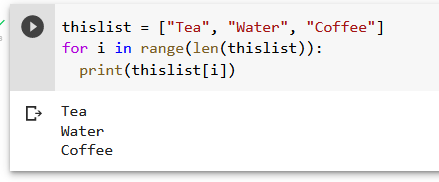 thislist = ["Tea", "Water", "Coffee"]
for i in range(len(thislist)):
  print(thislist[i])
Tea
Water
Coffee